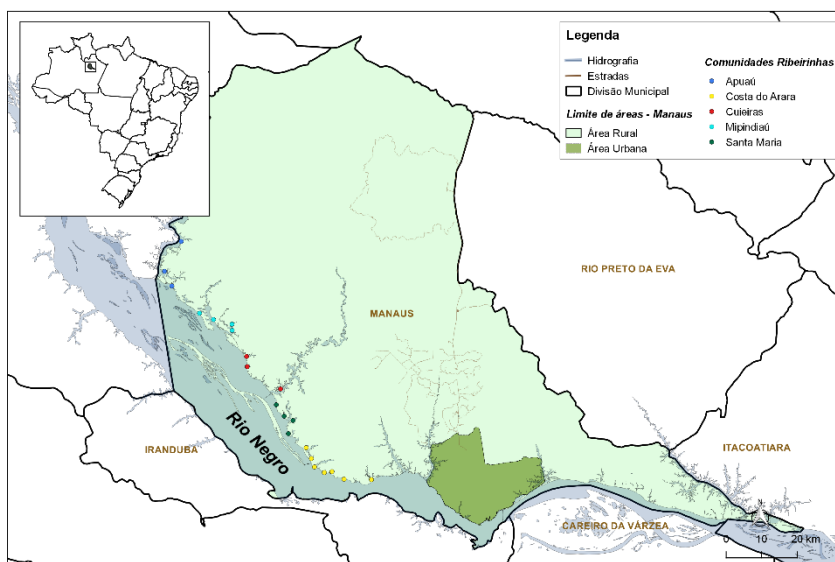 Legenda
Hidrografia
Estradas
Divisão Municipal
Limite de áreas - Manaus
Área Rural
Área Urbana
Comunidades Ribeirinhas
Apuaú
Costa do Arara
Cuieiras
Mipindiaú
Santa Maria
RIO PRETO DA EVA
MANAUS
Rio Negro
IRANDUBA
ITACOATIARA
CAREIRO DA VÁRZEA
0 10 20 km